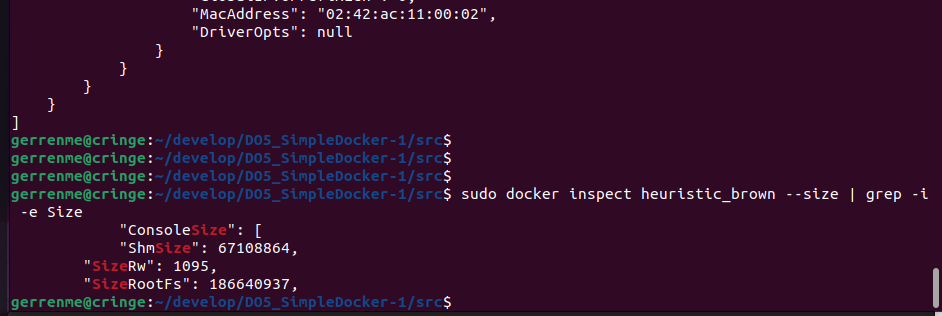 "MacAddress": "02:42:ac:11:00:02",
"DriverOpts": null
}
}
}
}
]
gerrenme@cringe:~/develop/DO5_SimpleDocker-1/src$
gerrenme@cringe:~/develop/DO5_SimpleDocker-1/src$
gerrenme@cringe:~/develop/DO5_SimpleDocker-1/src$
gerrenme@cringe:~/develop/DO5_SimpleDocker-1/src$ sudo docker inspect heuristic_brown --size | grep -i
-e Size
"ConsoleSize": [
"ShmSize": 67108864,
"SizeRw": 1095,
"SizeRootFs": 186640937,
gerrenme@cringe:~/develop/DO5_SimpleDocker-1/src$